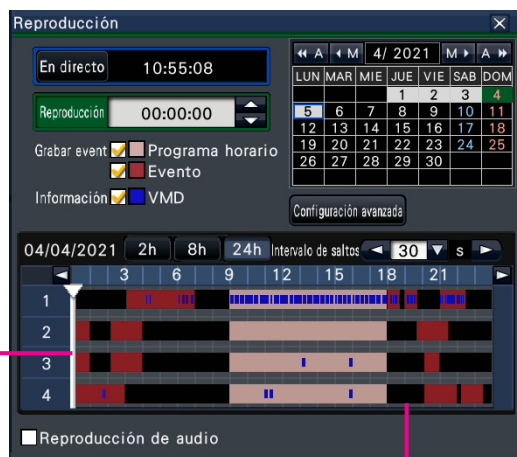 Reproducción
En directo 10:55:08
Reproducción 00:00:00
Grabar event Programa horario
Evento
Información VMD
A M 4/ 2021 M A
LUN MAR MIE JUE VIE SAB DOM
1 2 3 4
5 6 7 8 9 10 11
12 13 14 15 16 17 18
19 20 21 22 23 24 25
26 27 28 29 30
Configuración avanzada
04/04/2021 2h 8h 24h Intervalo de saltos 30 s
3 6 9 12 15 18 21
1
2
3
4
Reproducción de audio